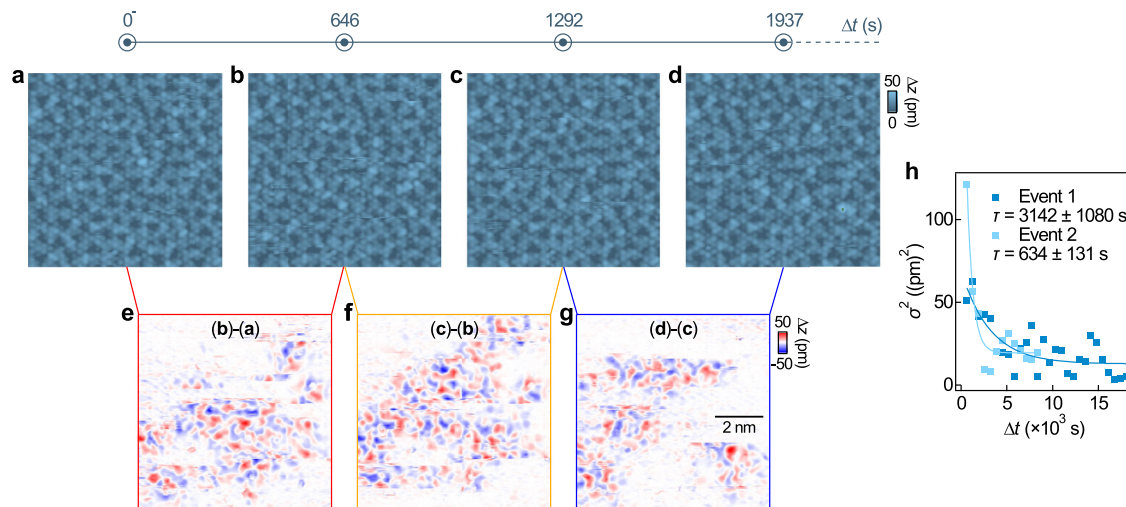 0⁻ 646 1292 1937 Δt (s)
a b c d
50
0
Δz (pm)
e f g
(b)-(a) (c)-(b) (d)-(c)
50
-50
Δz (pm)
2 nm
h
Event 1
τ = 3142 ± 1080 s
Event 2
τ = 634 ± 131 s
σ² ((pm)²)
100
50
0
0 5 10 15
Δt (×10³ s)